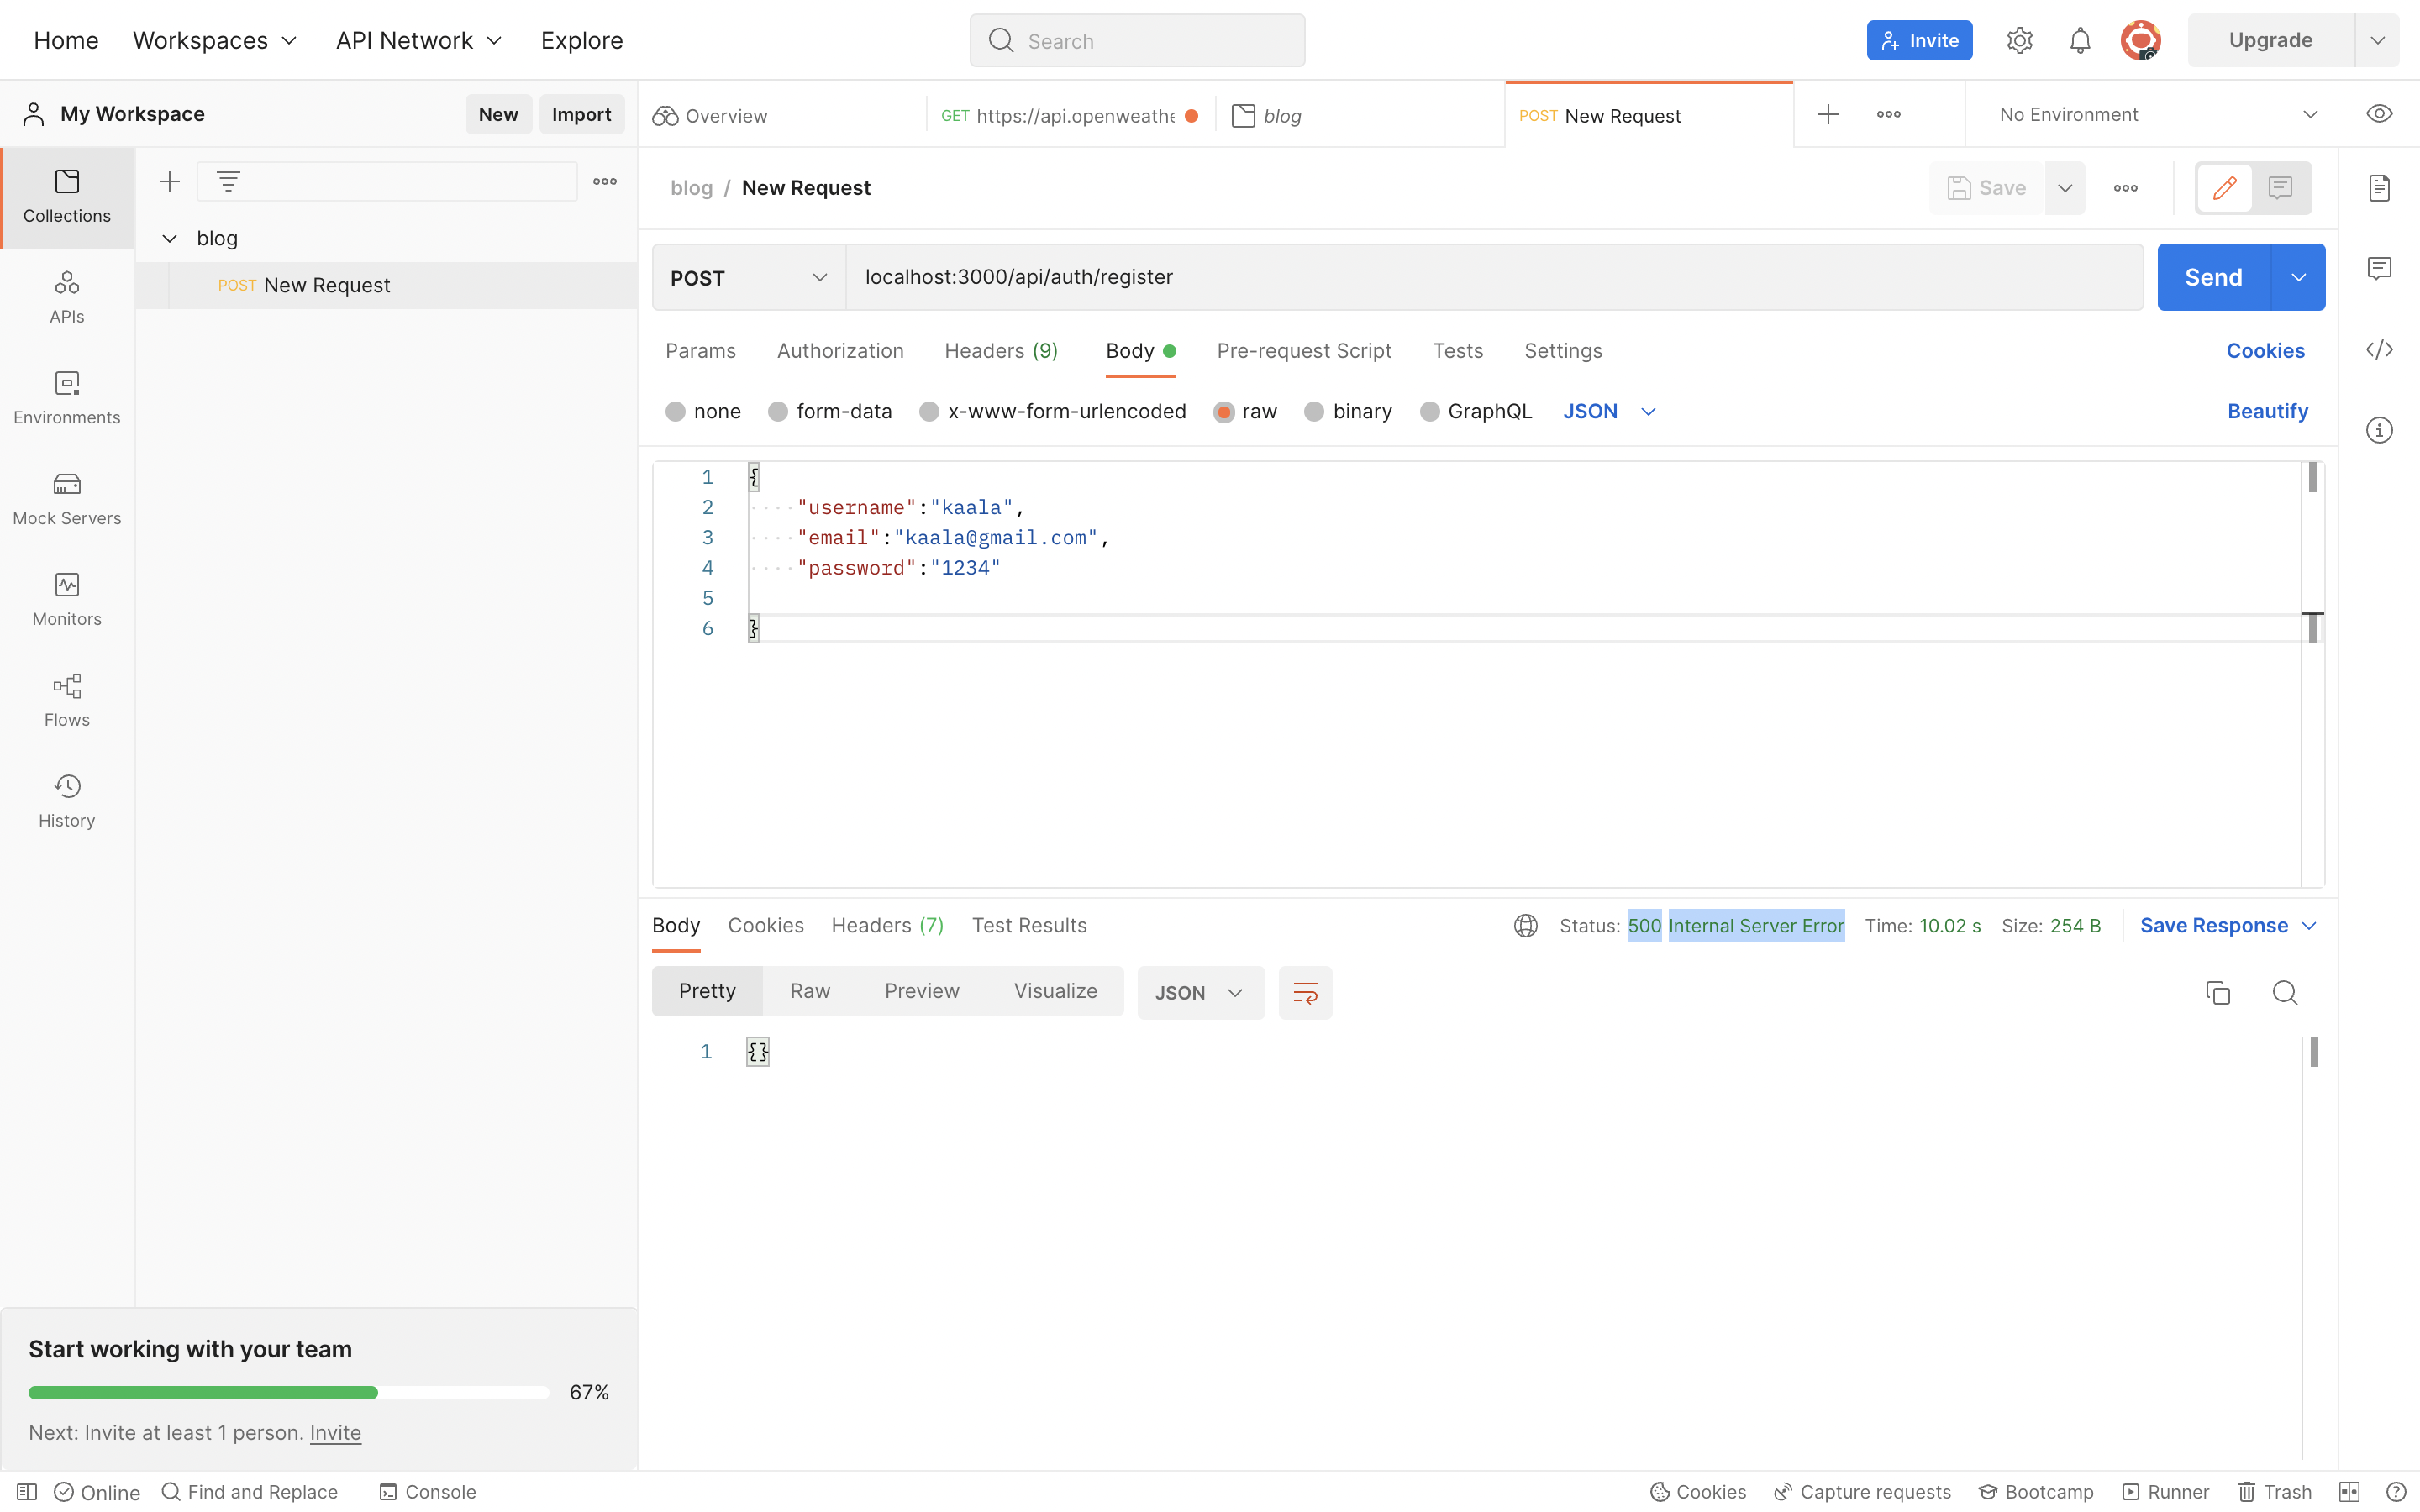 Home Workspaces API Network Explore Search Invite Upgrade
My Workspace New Import Overview GET https://api.openweathe blog POST New Request No Environment
Collections
APIs
Environments
Mock Servers
Monitors
Flows
History
blog
POST New Request
blog / New Request Save
POST localhost:3000/api/auth/register Send
Params Authorization Headers (9) Body Pre-request Script Tests Settings Cookies
none form-data x-www-form-urlencoded raw binary GraphQL JSON Beautify
1 {
2 "username":"kaala",
3 "email":"kaala@gmail.com",
4 "password":"1234"
5
6 }
Body Cookies Headers (7) Test Results Status: 500 Internal Server Error Time: 10.02 s Size: 254 B Save Response
Pretty Raw Preview Visualize JSON
1 {}
Start working with your team
67%
Next: Invite at least 1 person. Invite
Online Find and Replace Console Cookies Capture requests Bootcamp Runner Trash